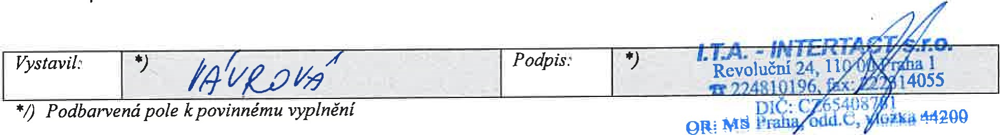 Vystavil: *) VÁVROVÁ Podpis: *)
I.T.A. - INTERTACT s.r.o.
Revoluční 24, 110 00 Praha 1
☎ 224810196, fax: 222314055
DIČ: CZ65408781
OR: MS Praha, odd.C, vložka 44200
*/) Podbarvená pole k povinnému vyplnění